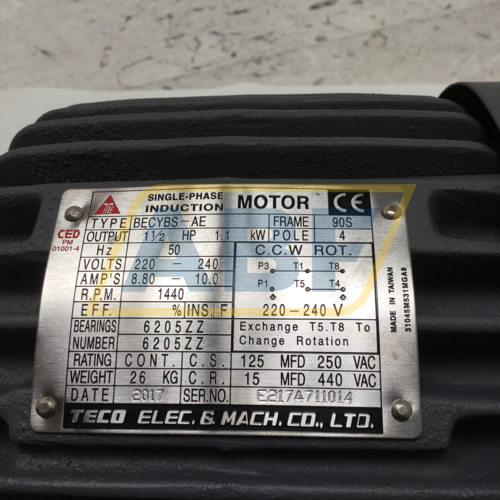 SINGLE-PHASE INDUCTION MOTOR CE
TYPE BECYBS-AE FRAME 90S
CED PM 01001-4
OUTPUT 1½ HP 1.1 kW POLE 4
Hz 50 C.C.W ROT.
VOLTS 220 - 240 P3 T1 T8
AMP'S 8.80 - 10.0 P1 T5 T4
R.P.M. 1440
EFF. % INS. F 220-240 V
BEARINGS 6205ZZ Exchange T5.T8 To
NUMBER 6205ZZ Change Rotation
RATING CONT. C.S. 125 MFD 250 VAC
WEIGHT 26 KG C.R. 15 MFD 440 VAC
DATE 2017 SER.NO. E217A711014
TECO ELEC. & MACH. CO., LTD.
MADE IN TAIWAN
31045M531MGA8
ABI